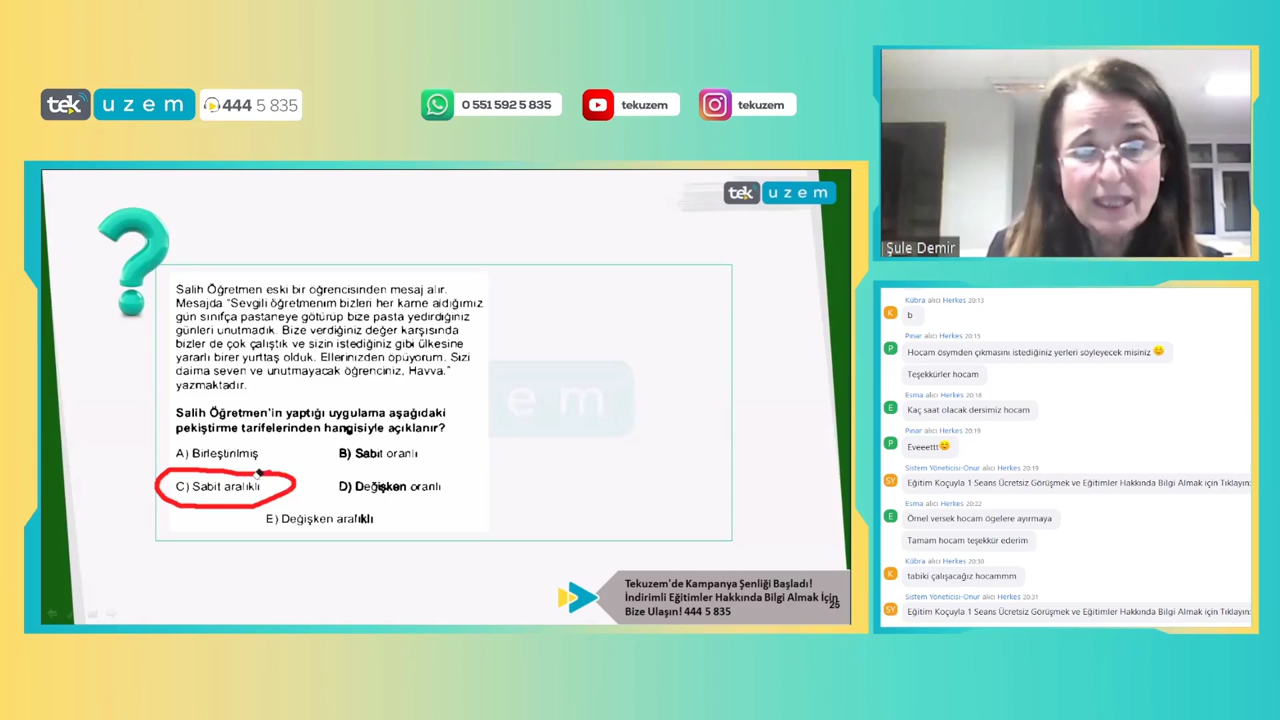 tek uzem 444 5 835
0 551 592 5 835
tekuzem
tekuzem
tek uzem
Salih Öğretmen eski bir öğrencisinden mesaj alır.
Mesajda "Sevgili öğretmenim bizleri her karne aldığımız
gün sınıfça pastaneye götürüp bize pasta yedirdiğiniz
günleri unutmadık. Bize verdiğiniz değer karşısında
bizler de çok çalıştık ve sizin istediğiniz gibi ülkesine
yararlı birer yurttaş olduk. Ellerinizden öpüyorum. Sizi
daima seven ve unutmayacak öğrenciniz, Havva."
yazmaktadır.
Salih Öğretmen'in yaptığı uygulama aşağıdaki
pekiştirme tarifelerinden hangisiyle açıklanır?
A) Birleştirilmiş
B) Sabit oranlı
C) Sabit aralıklı
D) Değişken oranlı
E) Değişken aralıklı
e m
Tekuzem'de Kampanya Şenliği Başladı!
İndirimli Eğitimler Hakkında Bilgi Almak İçin
Bize Ulaşın! 444 5 835
25
Şule Demir
Kübra alıcı Herkes 20:13
K
b
Pınar alıcı Herkes 20:15
P
Hocam ösymden çıkmasını istediğiniz yerleri söyleyecek misiniz
Teşekkürler hocam
Esma alıcı Herkes 20:18
E
Kaç saat olacak dersimiz hocam
Pınar alıcı Herkes 20:19
P
Eveeettt
Sistem Yöneticisi-Onur alıcı Herkes 20:19
SY
Eğitim Koçuyla 1 Seans Ücretsiz Görüşmek ve Eğitimler Hakkında Bilgi Almak için Tıklayın:
Esma alıcı Herkes 20:22
E
Örnel versek hocam ögelere ayırmaya
Tamam hocam teşekkür ederim
Kübra alıcı Herkes 20:30
K
tabiki çalışacağız hocammm
Sistem Yöneticisi-Onur alıcı Herkes 20:31
SY
Eğitim Koçuyla 1 Seans Ücretsiz Görüşmek ve Eğitimler Hakkında Bilgi Almak için Tıklayın: